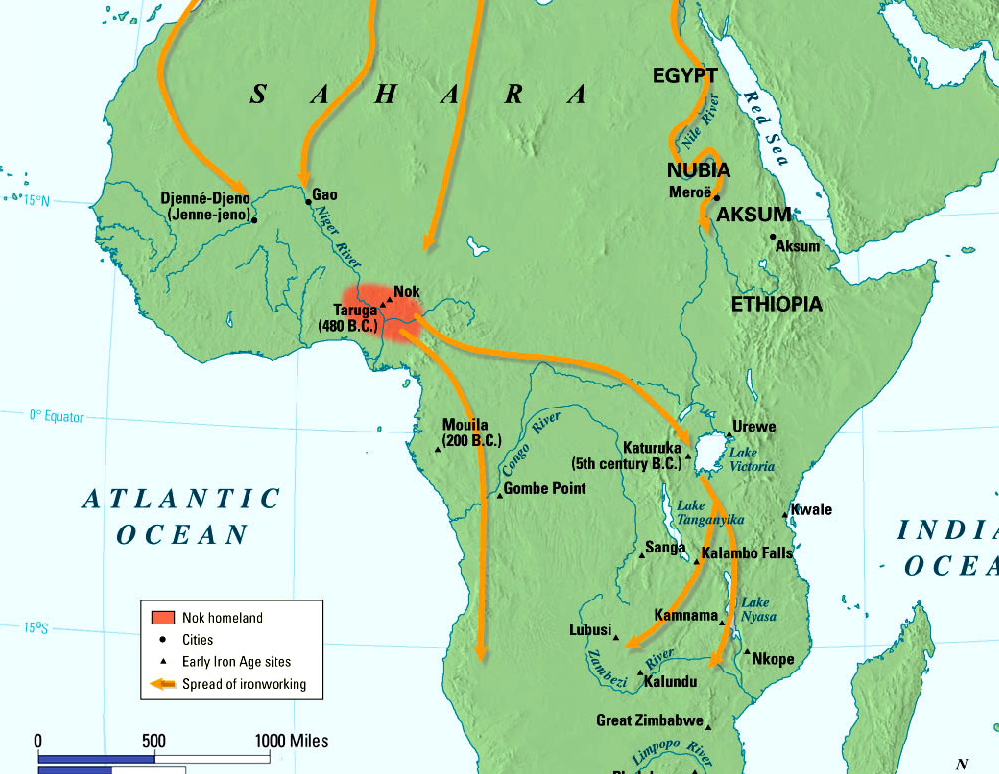 EGYPT
S A H A R A
Nile River
Red Sea
NUBIA
Meroë
Djenné-Djeno
(Jenne-jeno)
Gao
15°N
AKSUM
Aksum
Niger River
Nok
Taruga
(480 B.C.)
ETHIOPIA
0° Equator
Mouila
(200 B.C.)
Congo River
Urewe
Katuruka
(5th century B.C.)
Lake
Victoria
Gombe Point
ATLANTIC
OCEAN
Lake
Tanganyika
Kwale
INDIA
OCEA
Sanga
Kalambo Falls
Lake
Nyasa
Kamnama
15°S
Lubusi
Nkope
Zambezi River
Kalundu
Great Zimbabwe
Limpopo River
Nok homeland
Cities
Early Iron Age sites
Spread of ironworking
0 500 1000 Miles
N